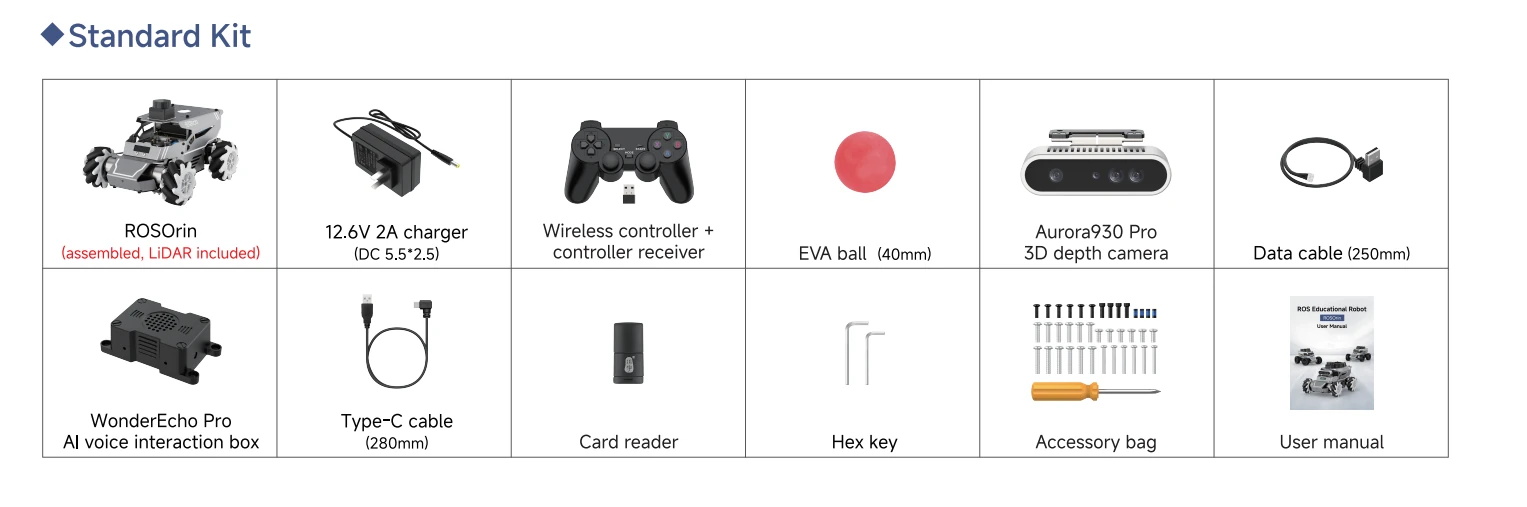 Standard Kit
ROSOrin
(assembled, LiDAR included)
12.6V 2A charger
(DC 5.5*2.5)
Wireless controller +
controller receiver
EVA ball (40mm)
Aurora930 Pro
3D depth camera
Data cable (250mm)
WonderEcho Pro
AI voice interaction box
Type-C cable
(280mm)
Card reader
Hex key
Accessory bag
ROS Educational Robot
ROSOrin
User Manual
User manual